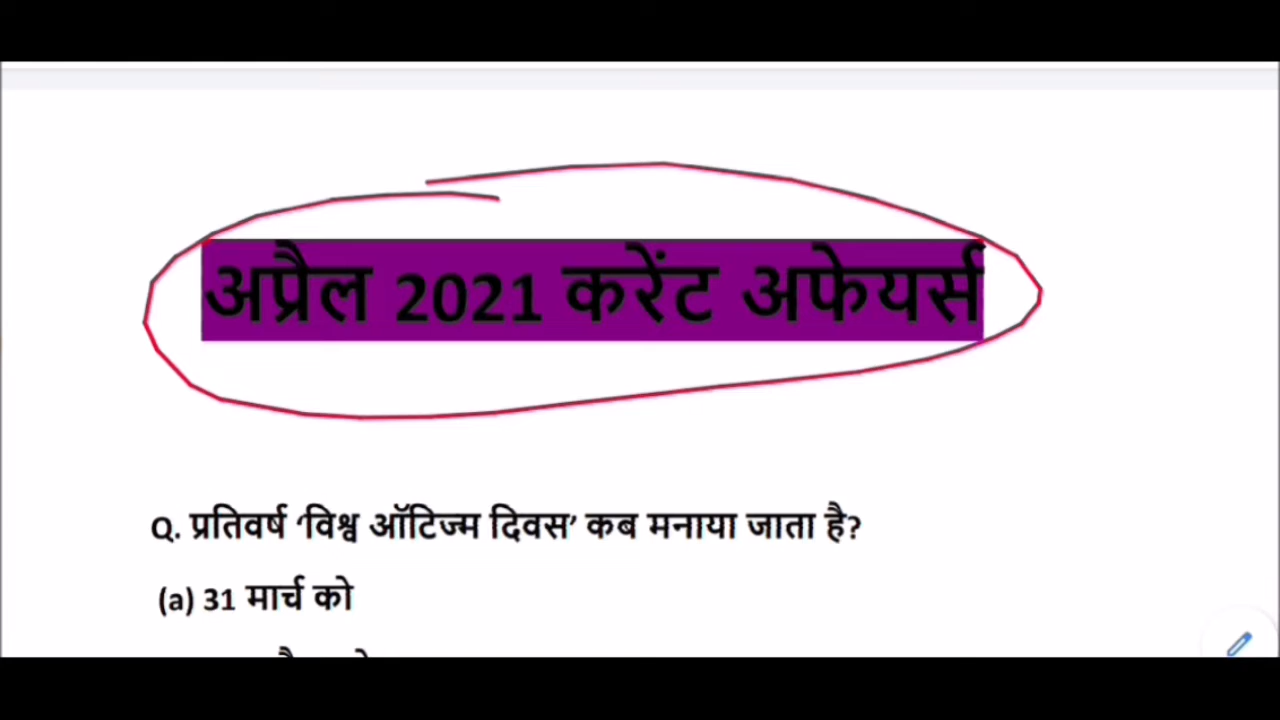 अप्रैल 2021 करेंट अफेयर्स
Q. प्रतिवर्ष ‘विश्व ऑटिज्म दिवस’ कब मनाया जाता है?
(a) 31 मार्च को